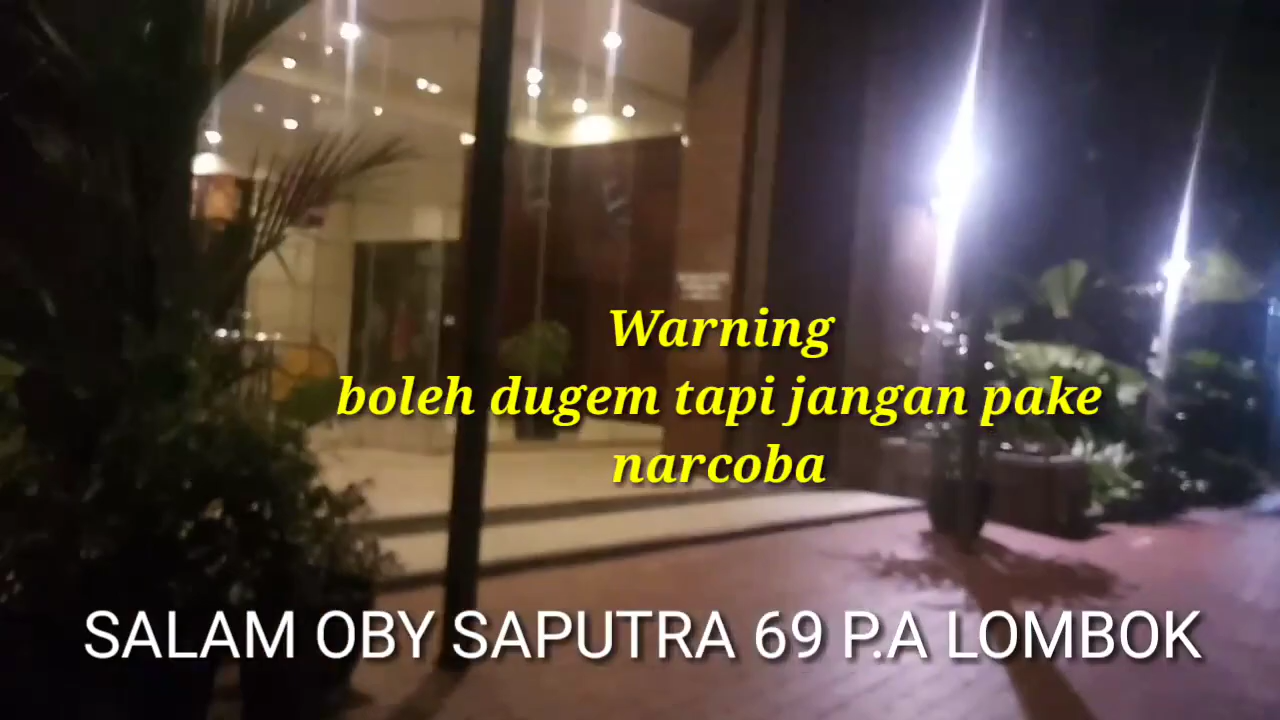 Warning
boleh dugem tapi jangan pake
narcoba
SALAM OBY SAPUTRA 69 P.A LOMBOK